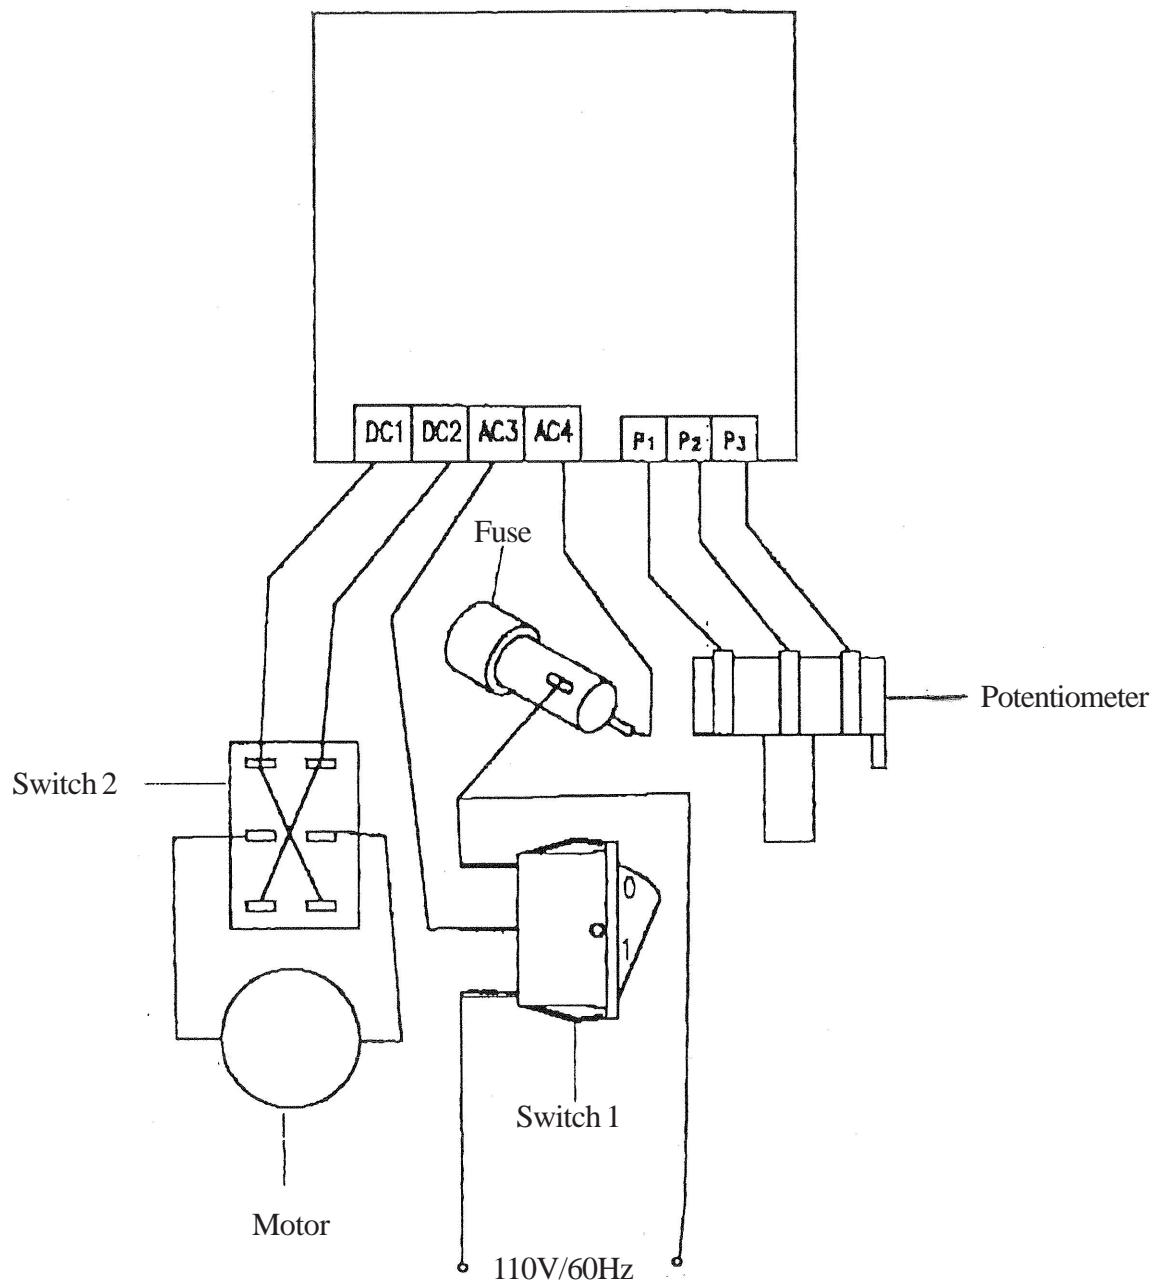 DC1 DC2 AC3 AC4
P1 P2 P3
Fuse
Potentiometer
Switch 2
0
1
Switch 1
Motor
110V/60Hz